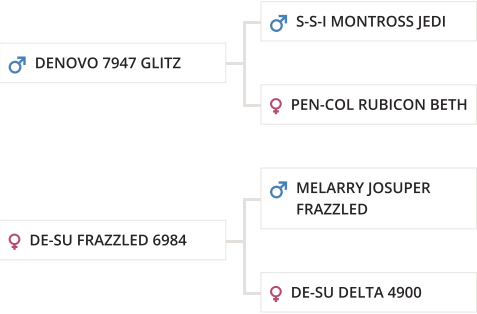 S-S-I MONTROSS JEDI
DENOVO 7947 GLITZ
PEN-COL RUBICON BETH
MELARRY JOSUPER
FRAZZLED
DE-SU FRAZZLED 6984
DE-SU DELTA 4900